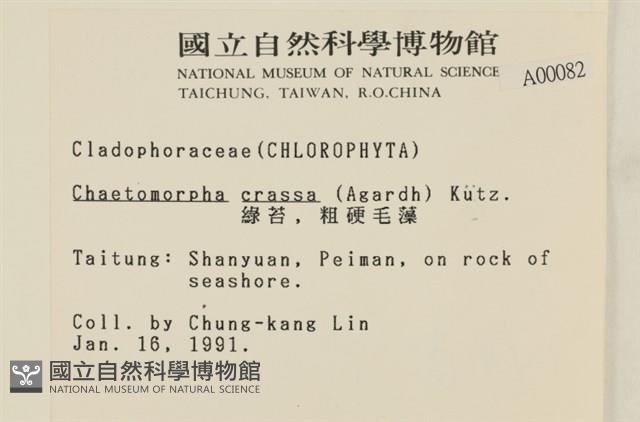 國立自然科學博物館
NATIONAL MUSEUM OF NATURAL SCIENCE
TAICHUNG, TAIWAN, R.O.CHINA
A00082
Cladophoraceae(CHLOROPHYTA)
Chaetomorpha crassa (Agardh) Kütz.
綠苔，粗硬毛藻
Taitung: Shanyuan, Peiman, on rock of
seashore.
Coll. by Chung-kang Lin
Jan. 16, 1991.
國立自然科學博物館
NATIONAL MUSEUM OF NATURAL SCIENCE